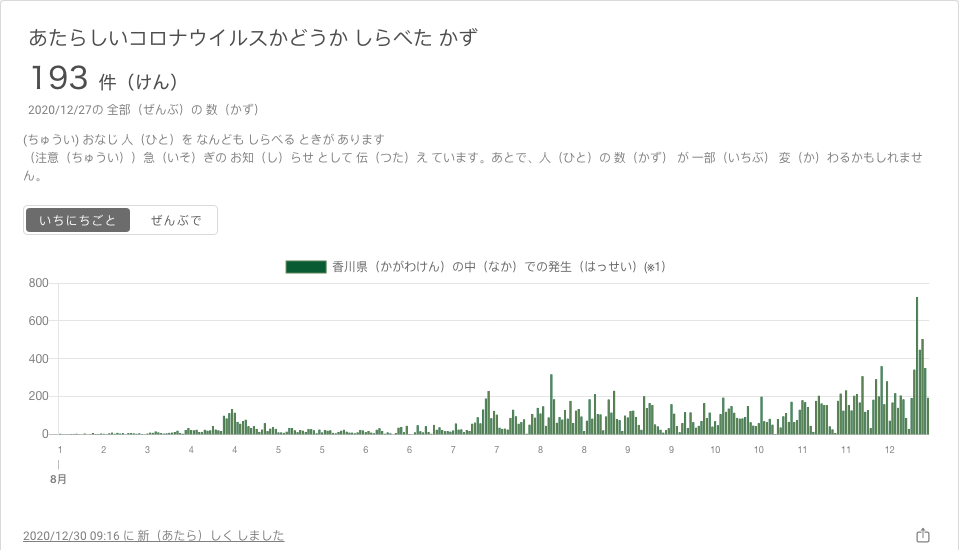 あたらしいコロナウイルスかどうか しらべた かず
193 件（けん）
2020/12/27の 全部（ぜんぶ）の 数（かず）
(ちゅうい) おなじ 人（ひと）を なんども しらべる ときが あります
（注意（ちゅうい））急（いそ）ぎの お知（し）らせ として 伝（つた）え ています。あとで、人（ひと）の 数（かず） が 一部（いちぶ） 変（か）わるかもしれませ
ん。
いちにちごと ぜんぶで
香川県（かがわけん）の中（なか）での発生（はっせい）(※1)
800
600
400
200
0
1 2 3 4 4 5 5 6 6 7 7 8 8 9 9 10 10 11 11 12
8月
2020/12/30 09:16 に 新（あたら）しく しました